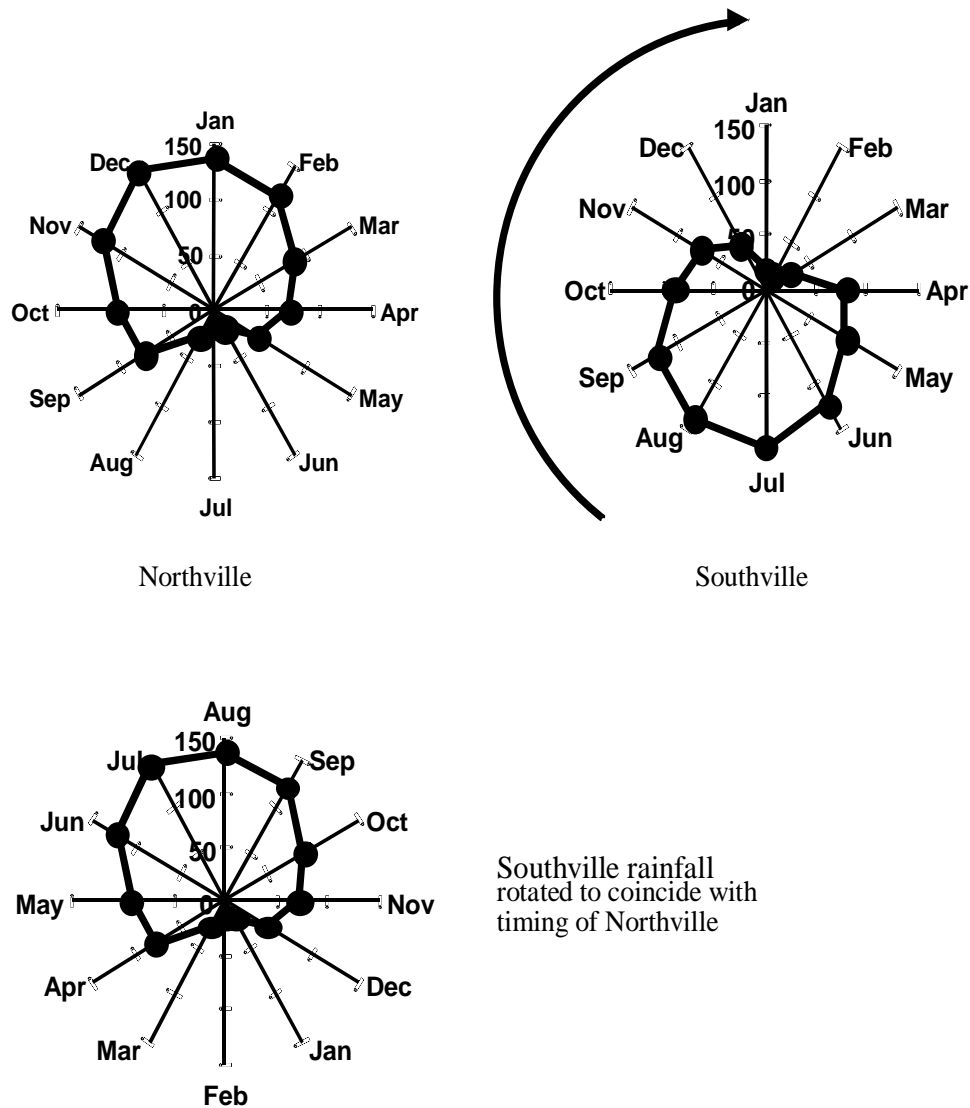 Jan
150
Dec
Feb
100
Nov
Mar
50
Oct
0
Apr
Sep
May
Aug
Jun
Jul
Northville
Jan
150
Dec
Feb
100
Nov
Mar
50
Oct
0
Apr
Sep
May
Aug
Jun
Jul
Southville
Aug
150
Jul
Sep
100
Jun
Oct
50
May
0
Nov
Apr
Dec
Mar
Jan
Feb
Southville rainfall
rotated to coincide with
timing of Northville